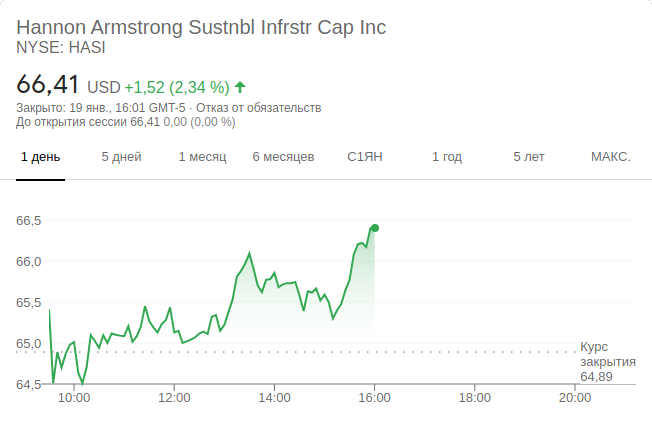 Hannon Armstrong Sustnbl Infrstr Cap Inc
NYSE: HASI
66,41 USD +1,52 (2,34 %)
Закрыто: 19 янв., 16:01 GMT-5 · Отказ от обязательств
До открытия сессии 66,41 0,00 (0,00 %)
1 день 5 дней 1 месяц 6 месяцев С1ЯН 1 год 5 лет МАКС.
66,5
66,0
65,5
65,0
Курс
закрытия
64,89
64,5
10:00 12:00 14:00 16:00 18:00 20:00